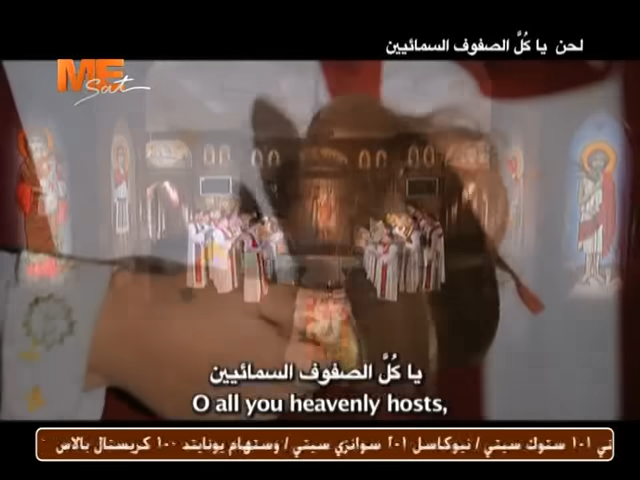 لحن يا كُلَّ الصفوف السمائيين
ME
Sat
يا كُلَّ الصفوف السمائيين
O all you heavenly hosts,
تي ١-١ ستوك سيتي / نيوكاسل ١-٢ سوانزي سيتي / وستهام يونايتد ٠-١ كريستال بالاس